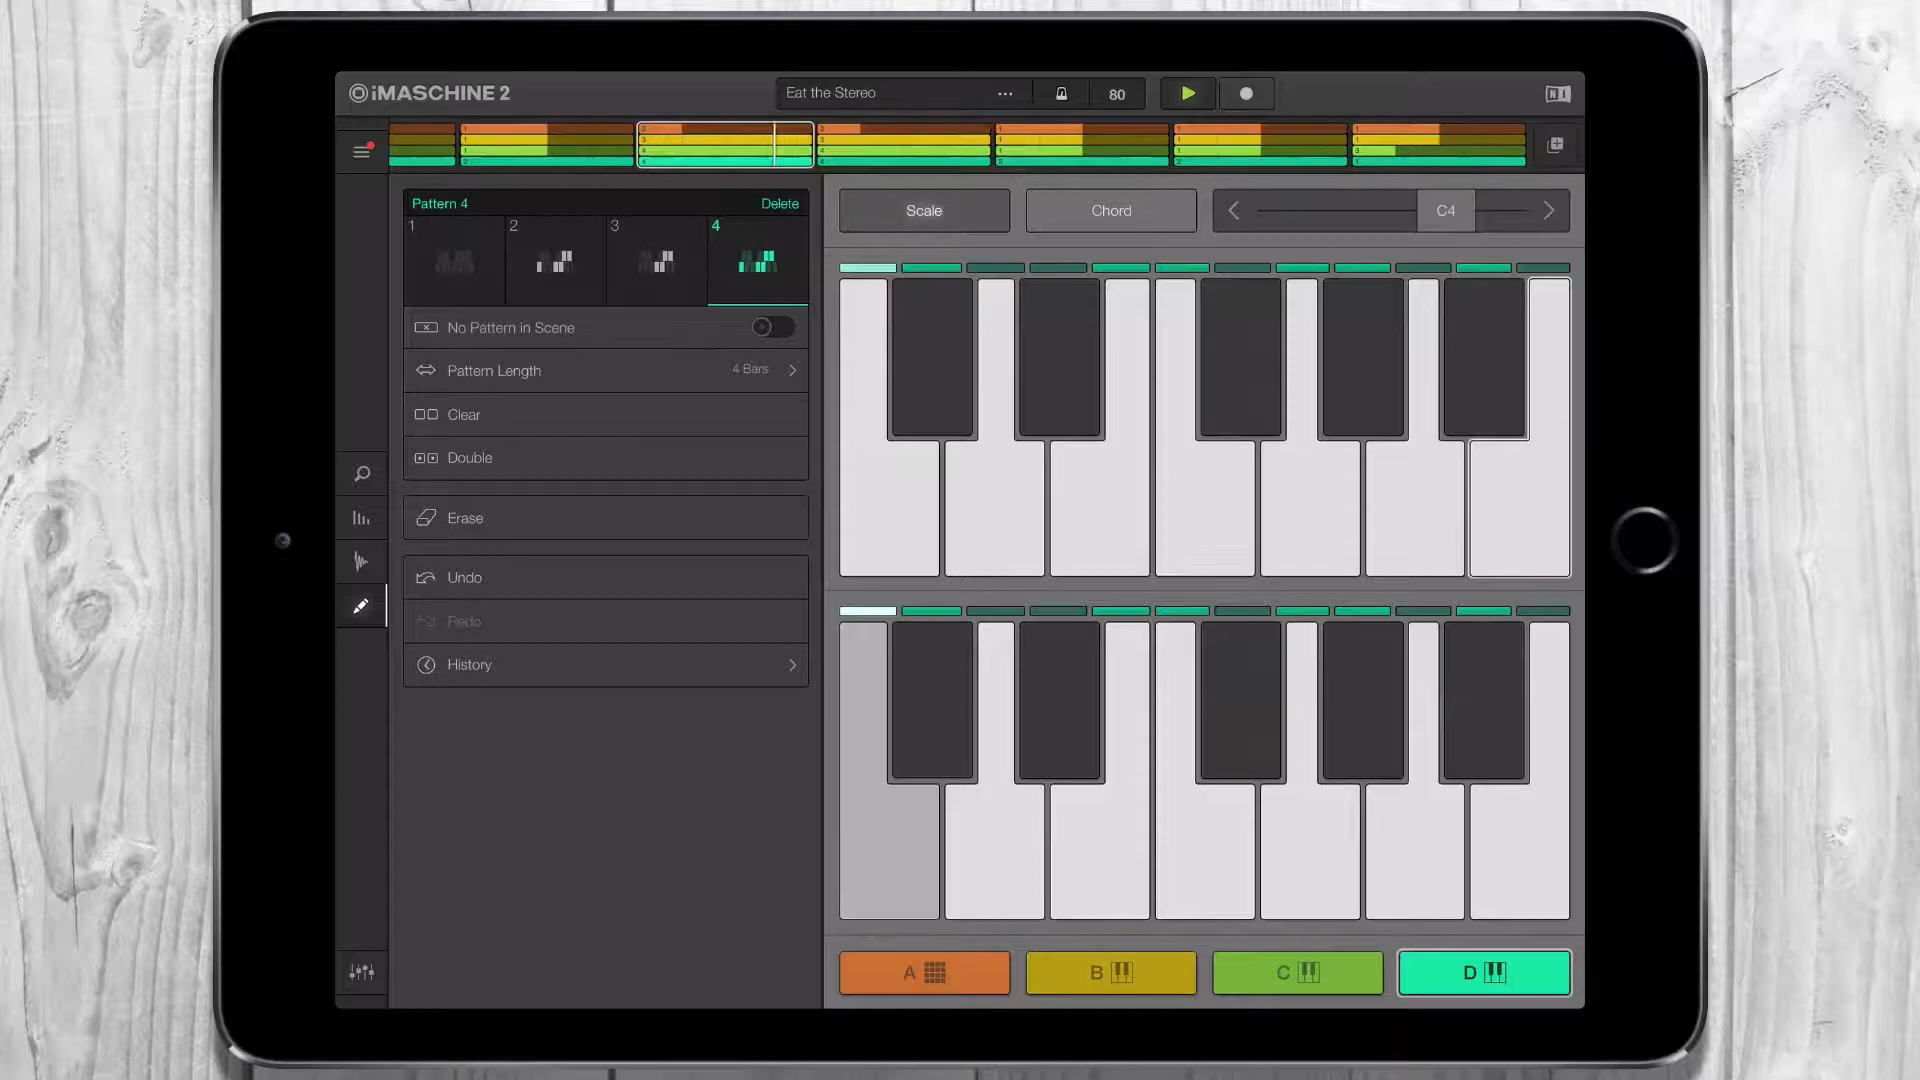 iMASCHINE 2
Eat the Stereo
...
80
NI
Pattern 4
Delete
1
2
3
4
No Pattern in Scene
Pattern Length
4 Bars
Clear
Double
Erase
Undo
Redo
History
Scale
Chord
C4
A
B
C
D